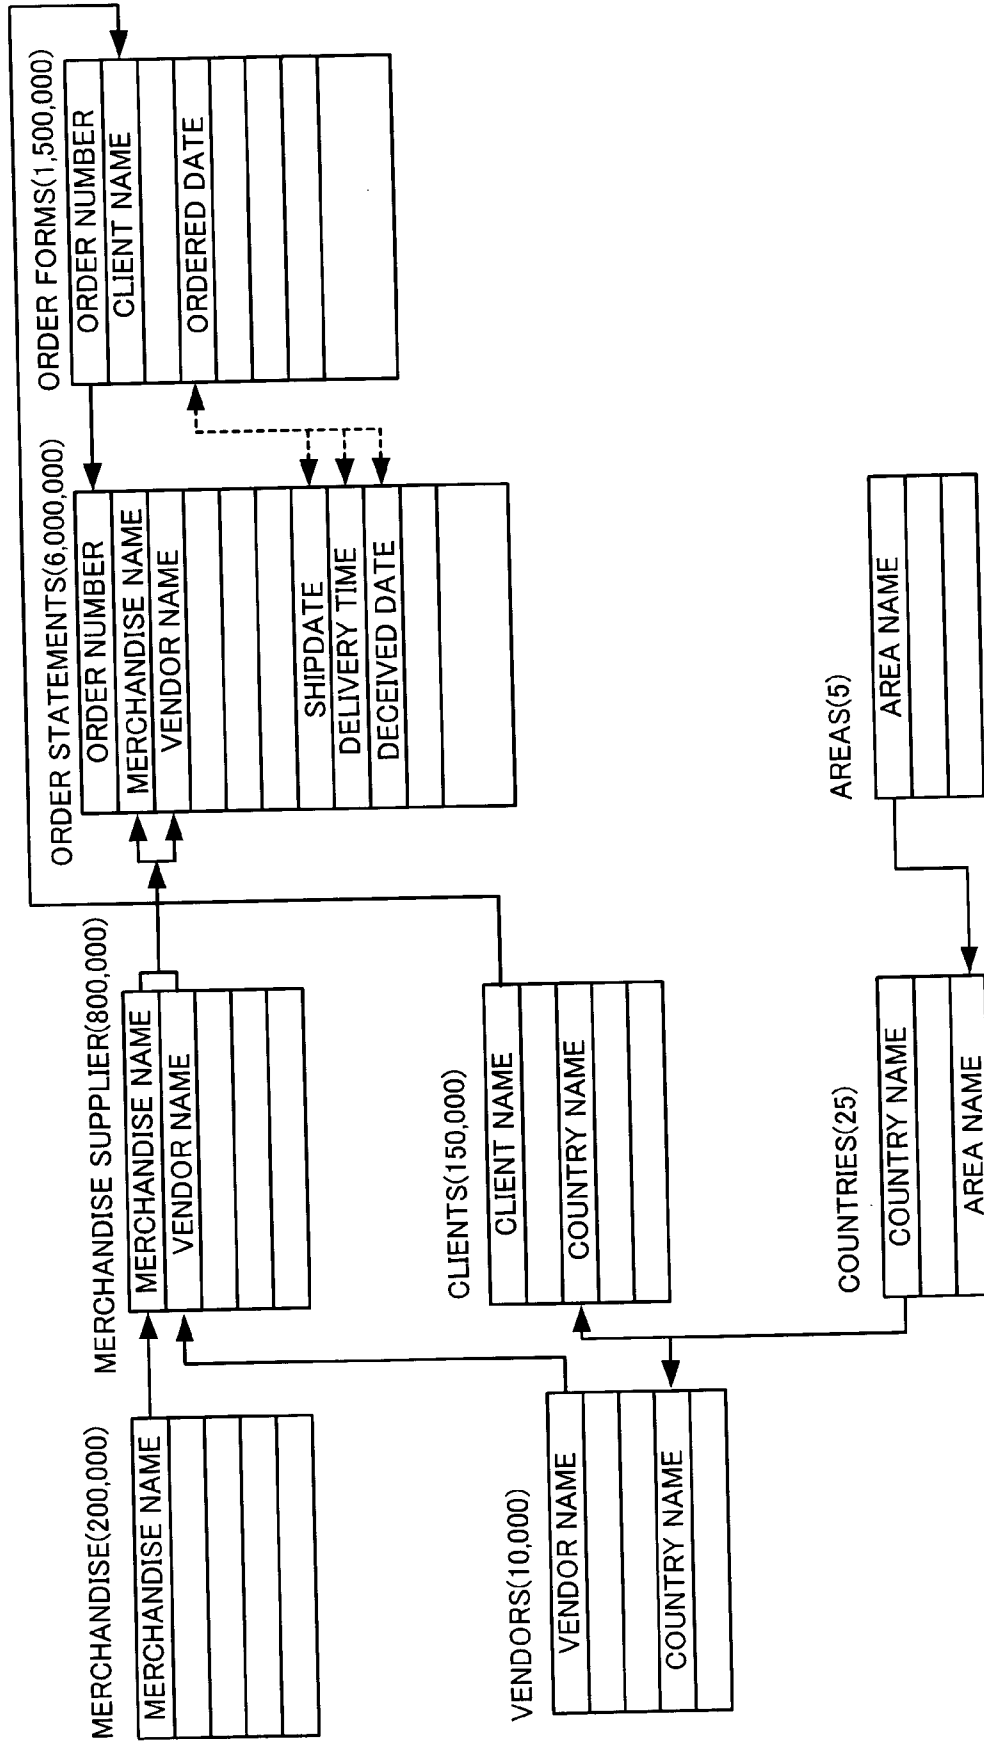 MERCHANDISE(200,000)
MERCHANDISE NAME
MERCHANDISE SUPPLIER(800,000)
MERCHANDISE NAME
VENDOR NAME
ORDER STATEMENTS(6,000,000)
ORDER NUMBER
MERCHANDISE NAME
VENDOR NAME
SHIPDATE
DELIVERY TIME
DECEIVED DATE
ORDER FORMS(1,500,000)
ORDER NUMBER
CLIENT NAME
ORDERED DATE
VENDORS(10,000)
VENDOR NAME
COUNTRY NAME
CLIENTS(150,000)
CLIENT NAME
COUNTRY NAME
COUNTRIES(25)
COUNTRY NAME
AREA NAME
AREAS(5)
AREA NAME